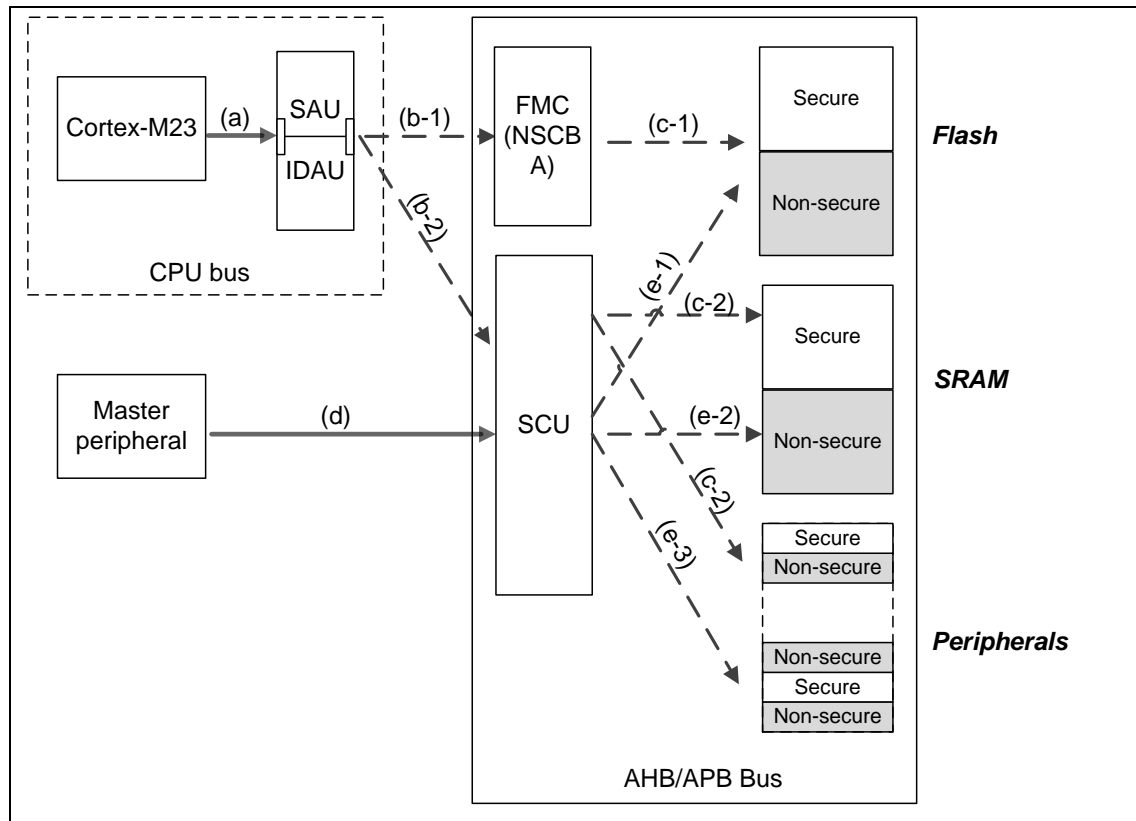 Cortex-M23
(a)
SAU
IDAU
CPU bus
(b-1)
(b-2)
FMC
(NSCB
A)
(c-1)
Secure
Non-secure
Flash
Master
peripheral
(d)
SCU
(e-1)
(c-2)
Secure
(e-2)
Non-secure
SRAM
(c-2)
(e-3)
Secure
Non-secure
Non-secure
Secure
Non-secure
Peripherals
AHB/APB Bus